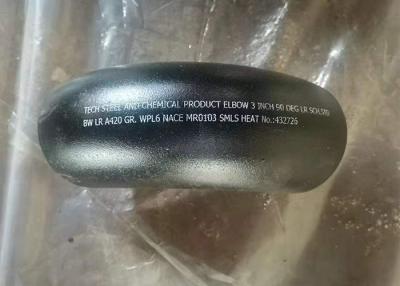 TECH STEEL AND CHEMICAL PRODUCT ELBOW 3 INCH 90 DEG LR SCH.STD
BW LR A420 GR. WPL6 NACE MR0103 SMLS HEAT No.:432726